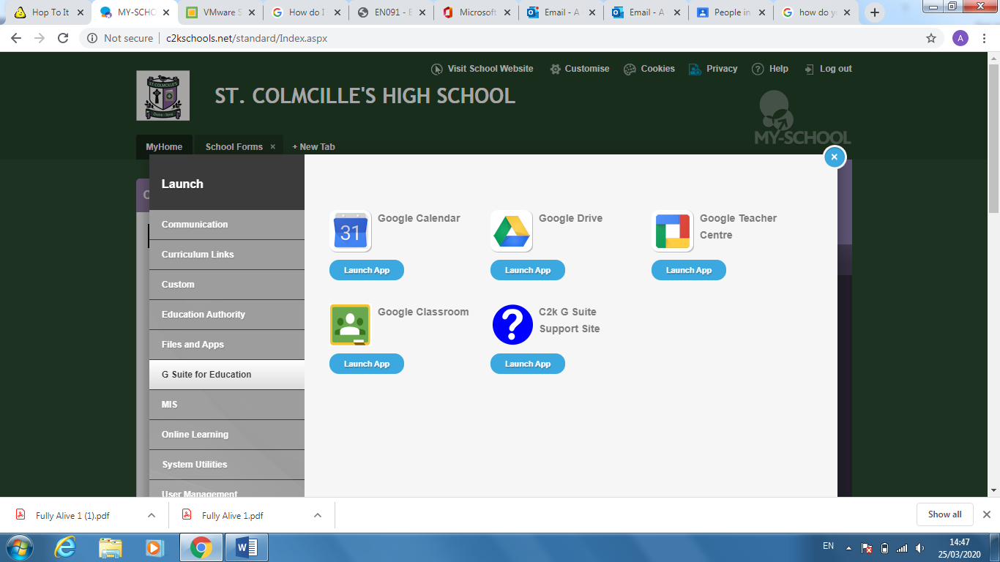 Hop To It
MY-SCHO
VMware S
How do I
EN091 - E
Microsoft
Email - A
Email - A
People in
how do yo
Not secure
c2kschools.net/standard/Index.aspx
A
Visit School Website
Customise
Cookies
Privacy
Help
Log out
ST. COLMCILLE'S
ST. COLMCILLE'S HIGH SCHOOL
MY-SCHOOL
MyHome
School Forms
+ New Tab
Launch
Communication
Curriculum Links
Custom
Education Authority
Files and Apps
G Suite for Education
MIS
Online Learning
System Utilities
User Management
31
Google Calendar
Launch App
Google Drive
Launch App
Google Teacher
Centre
Launch App
Google Classroom
Launch App
?
C2k G Suite
Support Site
Launch App
Fully Alive 1 (1).pdf
Fully Alive 1.pdf
Show all
EN
14:47
25/03/2020